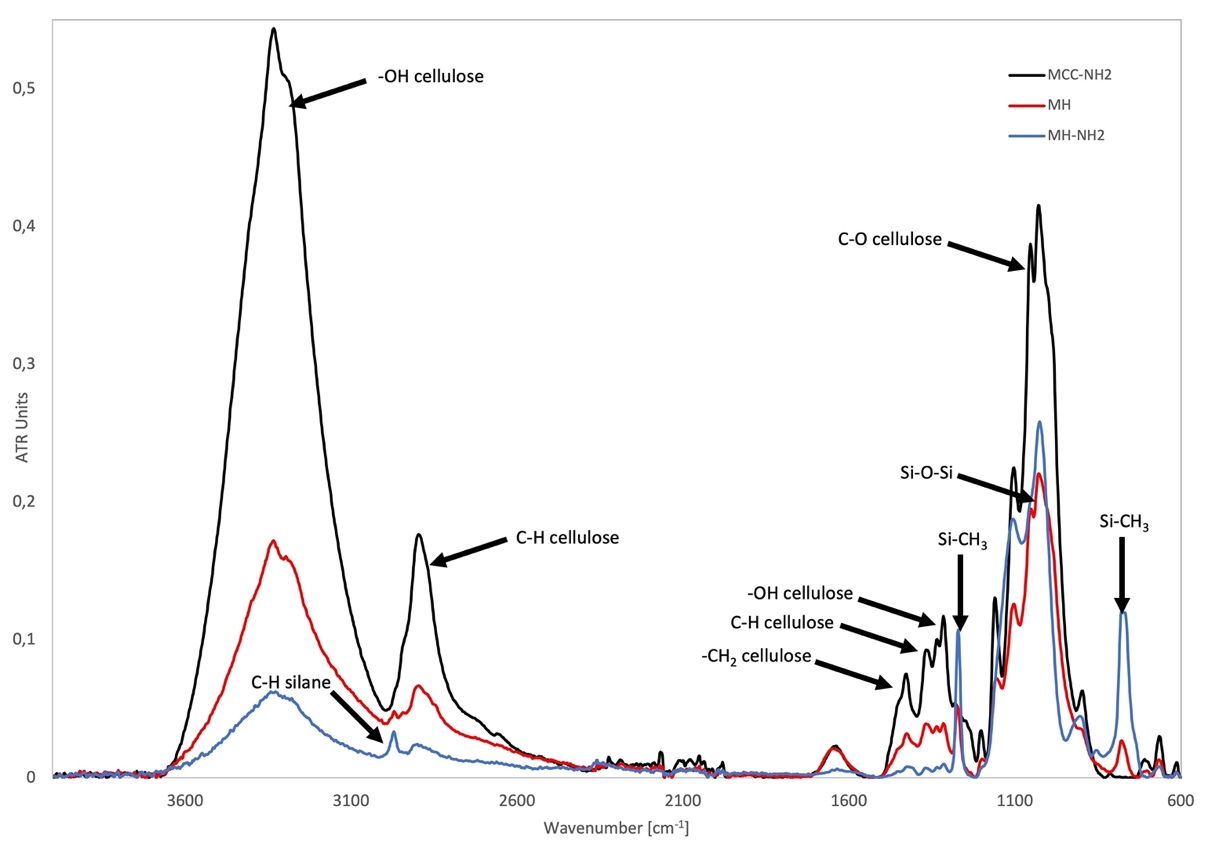 -OH cellulose
MCC-NH2
MH
MH-NH2
0,5
0,4
0,3
0,2
0,1
0
ATR Units
C-O cellulose
Si-O-Si
C-H cellulose
Si-CH₃
Si-CH₃
-OH cellulose
C-H cellulose
-CH₂ cellulose
C-H silane
3600
3100
2600
2100
1600
1100
600
Wavenumber [cm⁻¹]